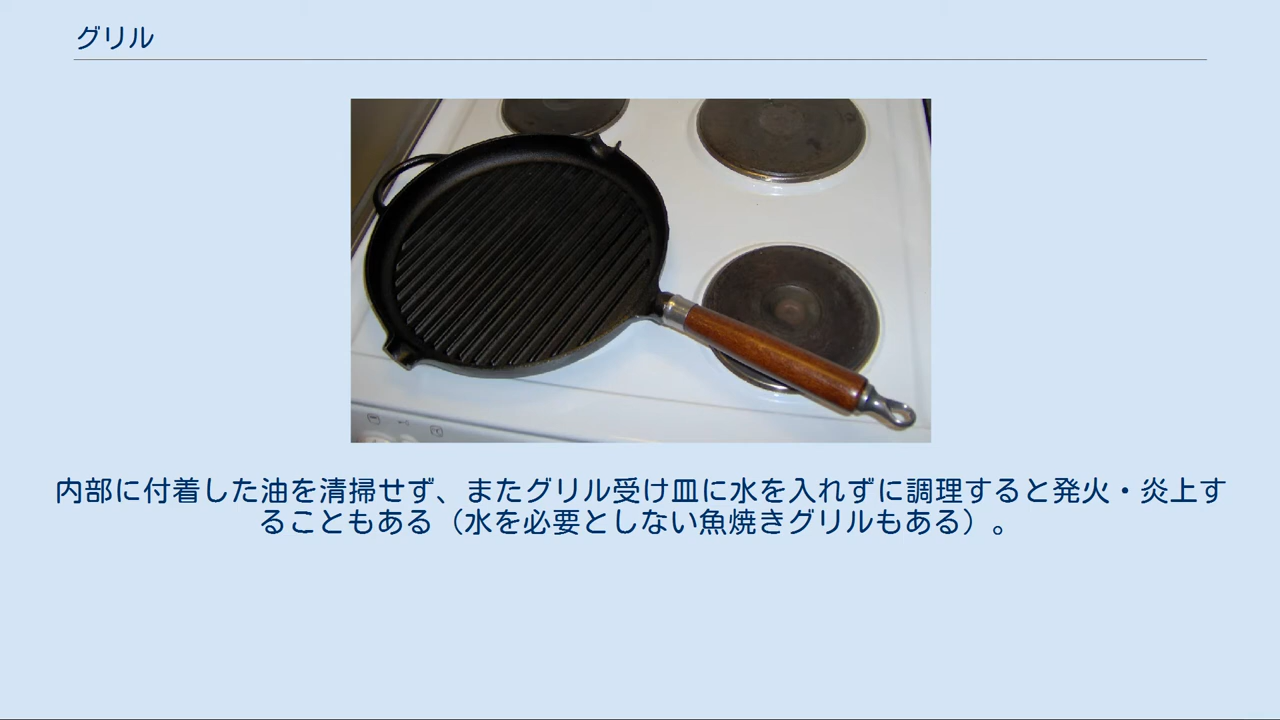 グリル
内部に付着した油を清掃せず、またグリル受け皿に水を入れずに調理すると発火・炎上す
ることもある（水を必要としない魚焼きグリルもある）。